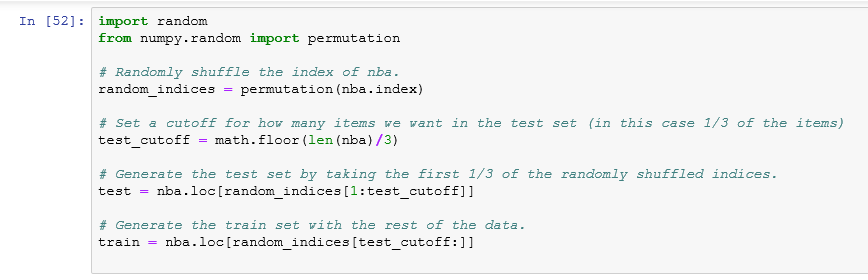 In [52]: import random
from numpy.random import permutation
# Randomly shuffle the index of nba.
random_indices = permutation(nba.index)
# Set a cutoff for how many items we want in the test set (in this case 1/3 of the items)
test_cutoff = math.floor(len(nba)/3)
# Generate the test set by taking the first 1/3 of the randomly shuffled indices.
test = nba.loc[random_indices[1:test_cutoff]]
# Generate the train set with the rest of the data.
train = nba.loc[random_indices[test_cutoff:]]